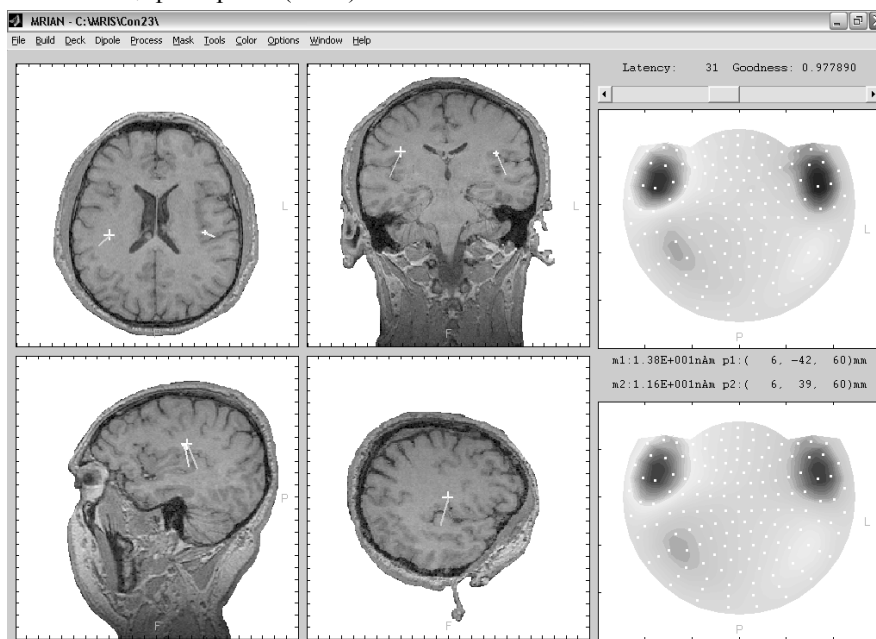 MRIAN - C:\MRIS\Con23\
File Build Deck Dipole Process Mask Tools Color Options Window Help
Latency: 31 Goodness: 0.977890
L
L
L
P
F
m1:1.38E+001nAm p1:( 6, -42, 60)mm
m2:1.16E+001nAm p2:( 6, 39, 60)mm
P
L
F
F
P